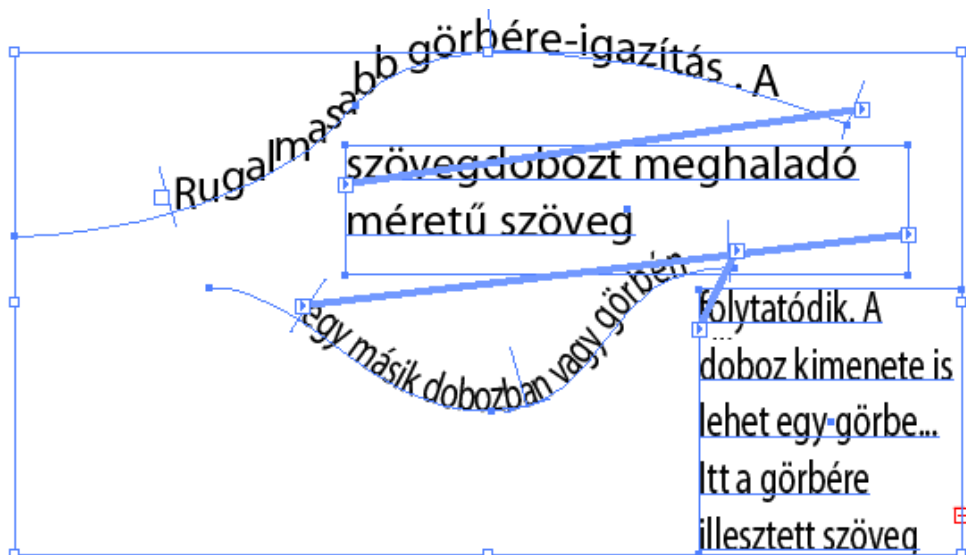 Rugalmasabb görbére-igazítás . A
szövegdobozt meghaladó
méretű szöveg
egy másik dobozban vagy görbén
folytatódik. A
doboz kimenete is
lehet egy görbe...
Itt a görbére
illesztett szöveg